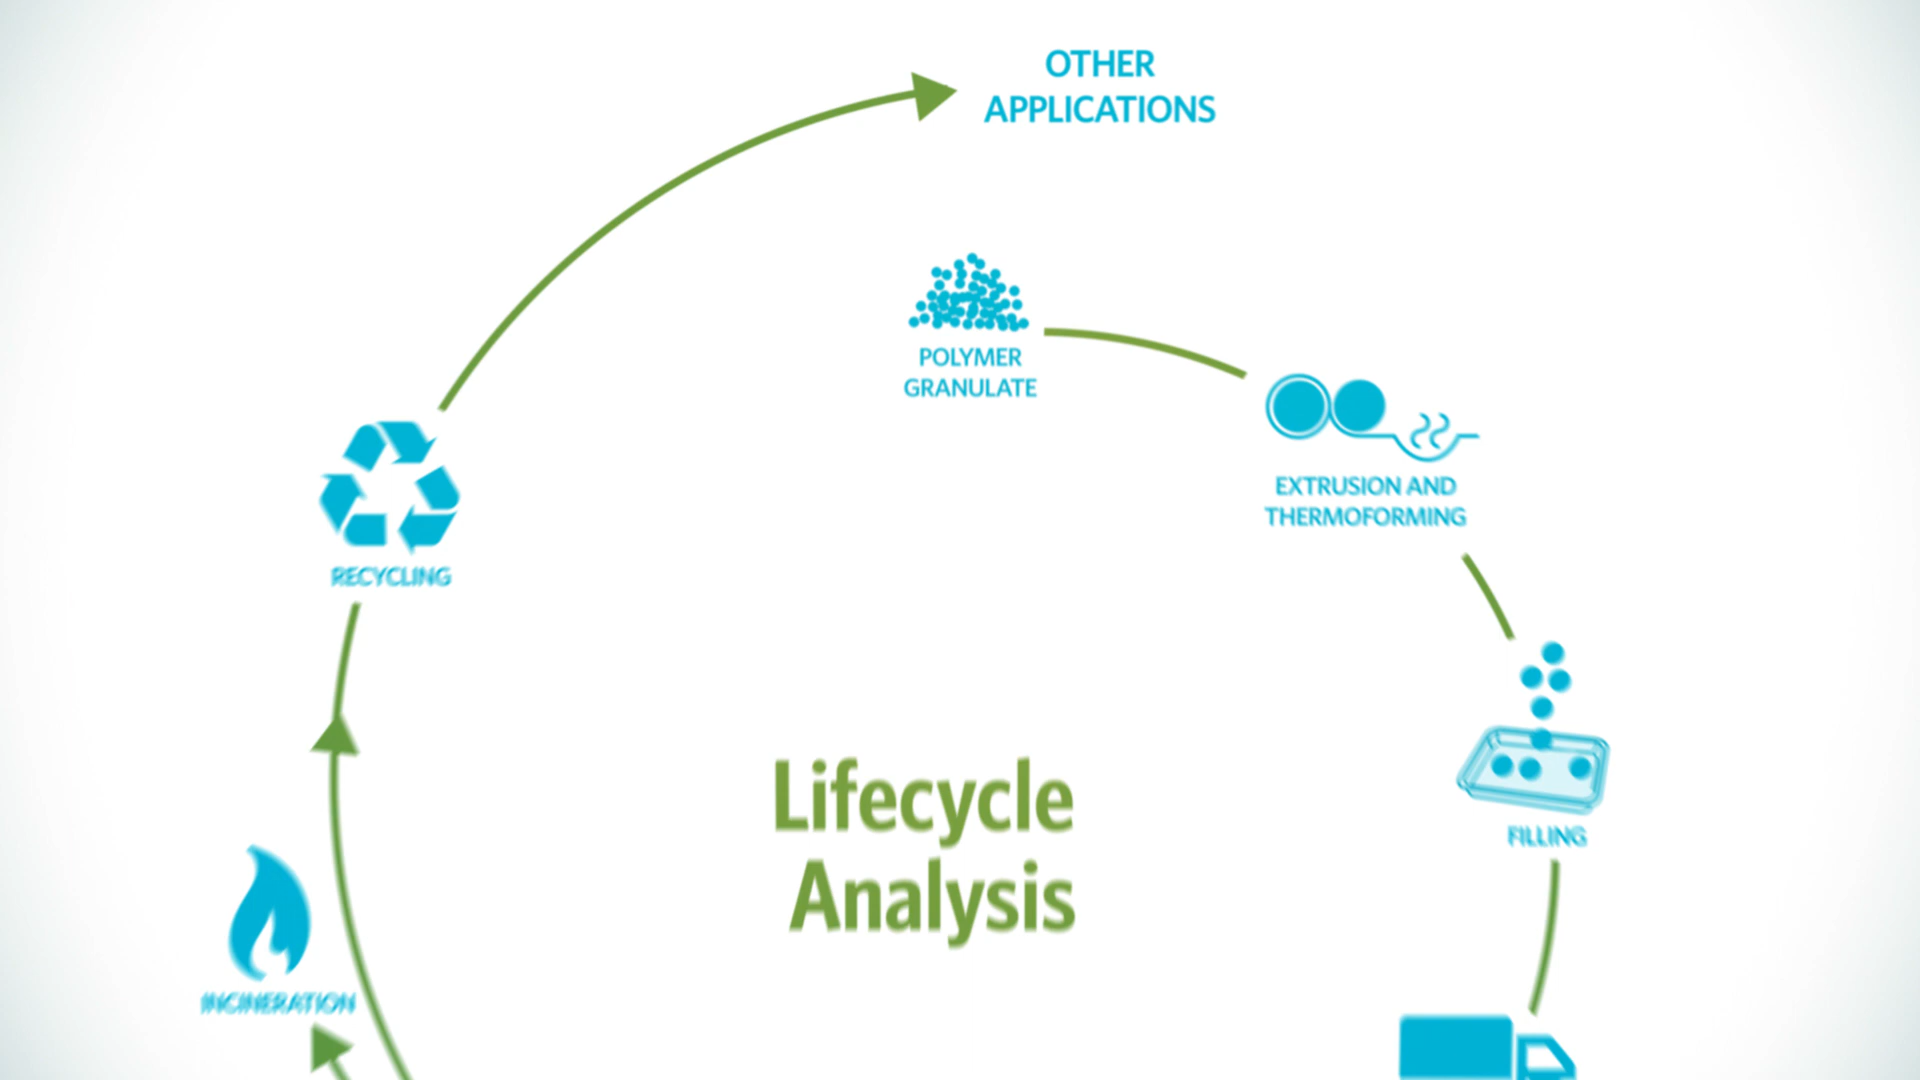 OTHER
APPLICATIONS
POLYMER
GRANULATE
EXTRUSION AND
THERMOFORMING
RECYCLING
FILLING
Lifecycle
Analysis
INCINERATION